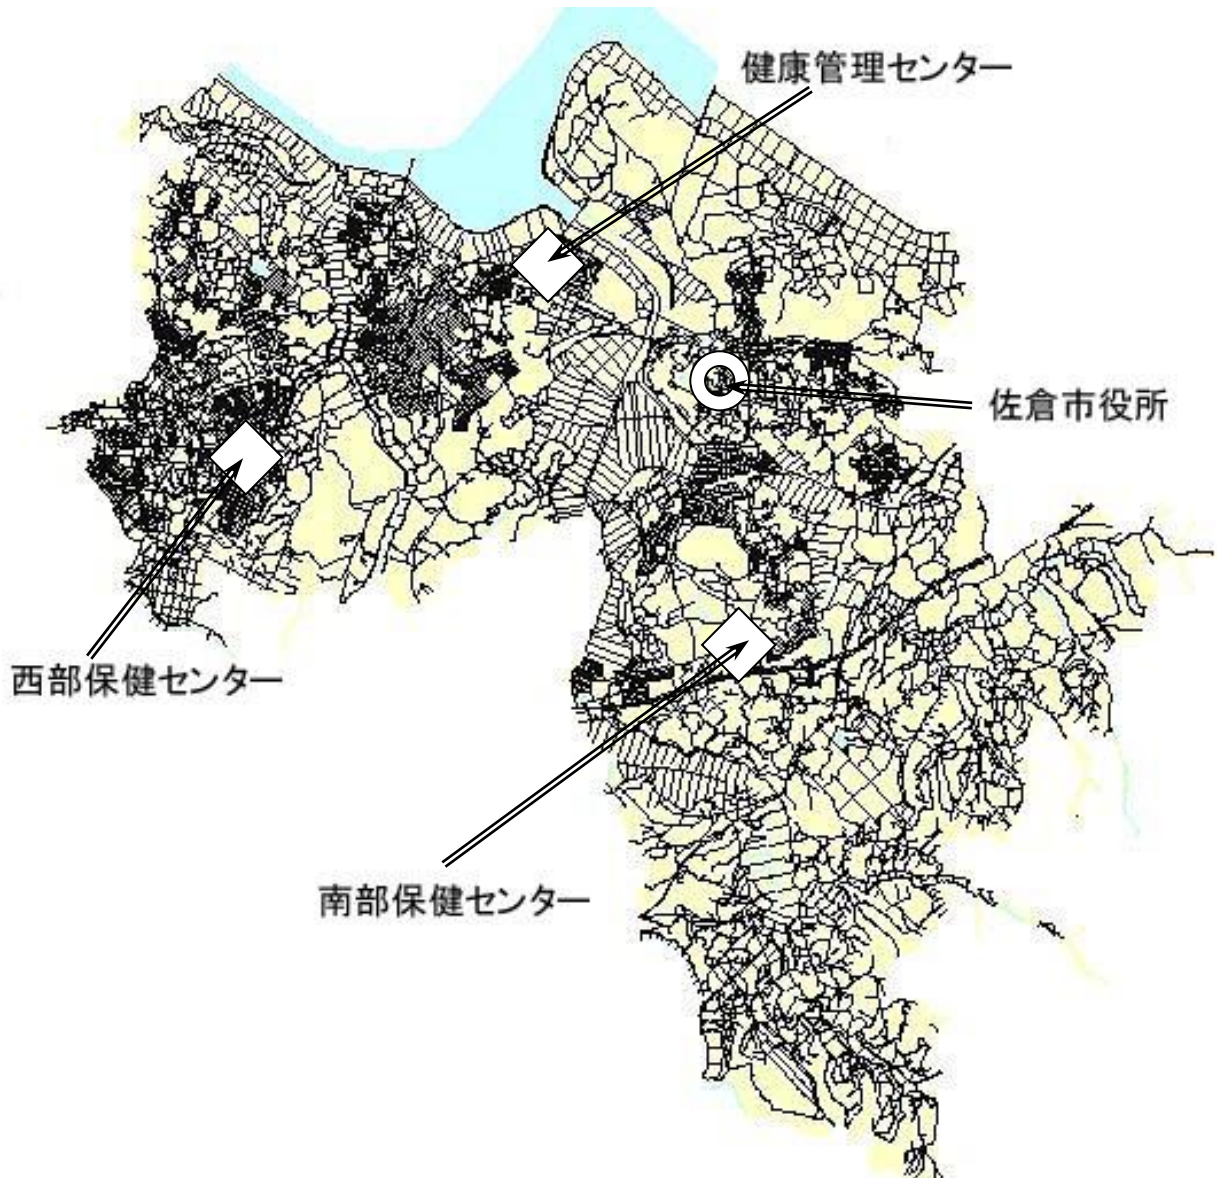 健康管理センター
佐倉市役所
西部保健センター
南部保健センター